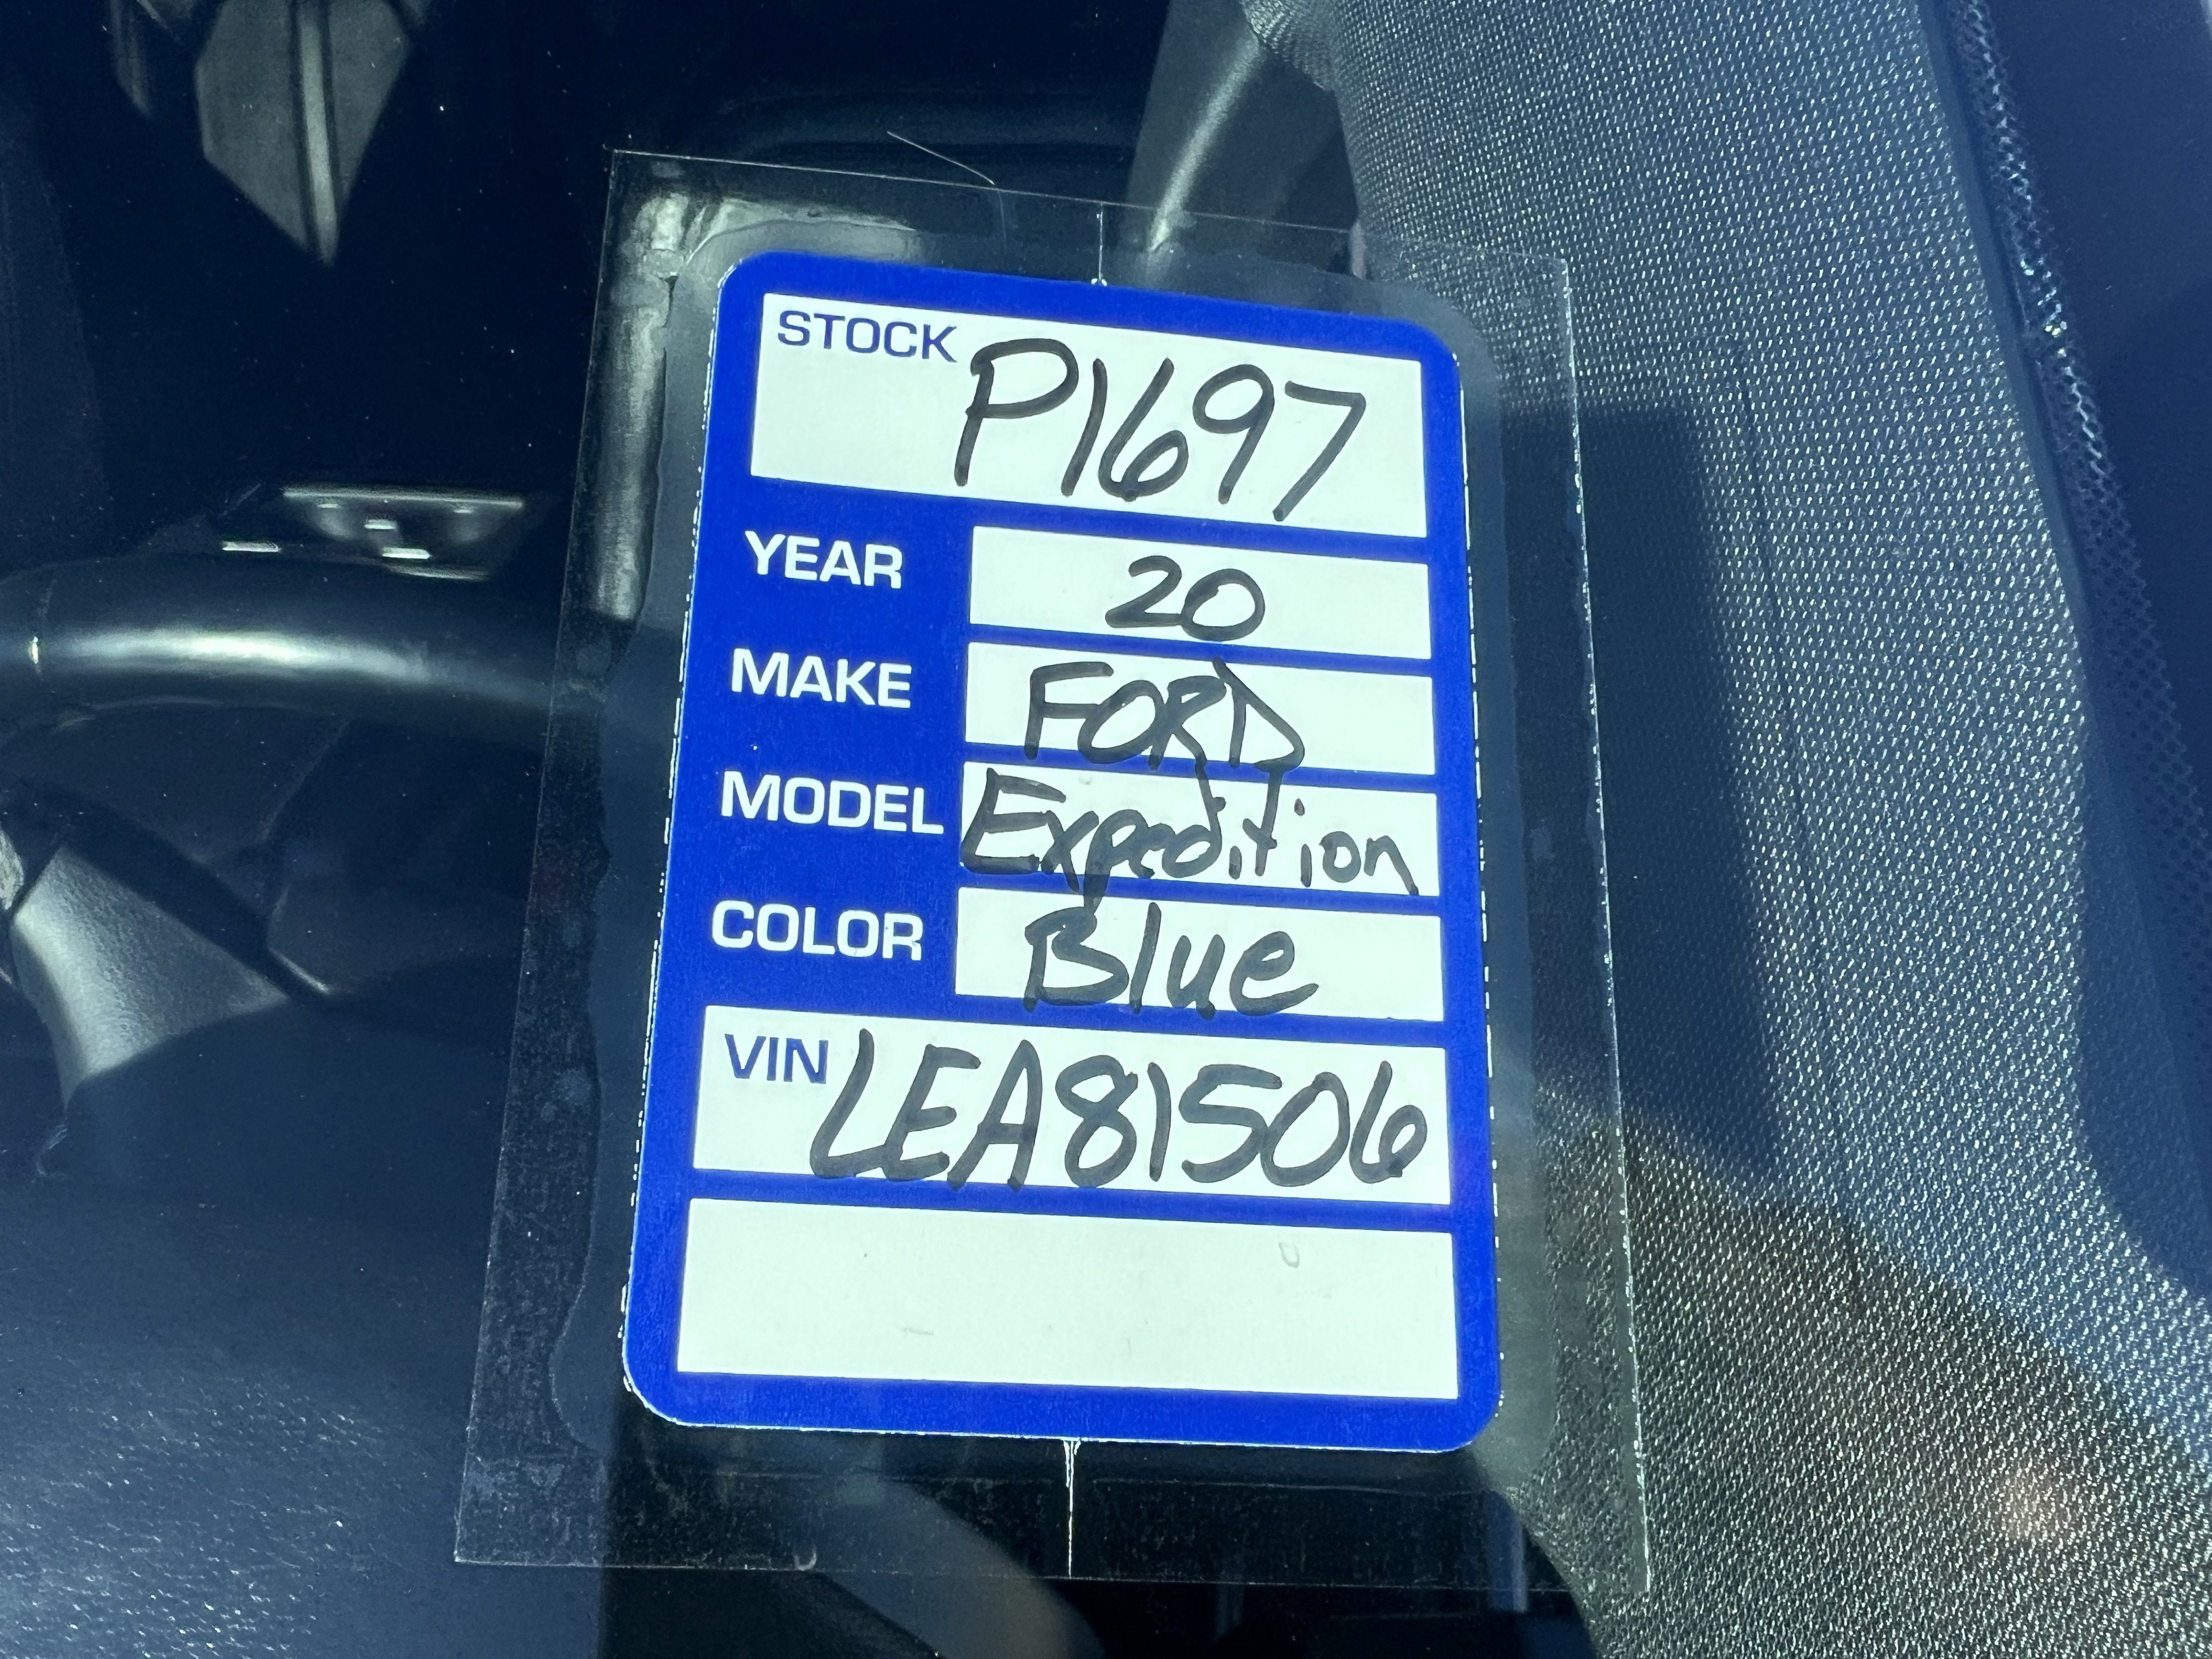 STOCK P1697
YEAR 20
MAKE FORD
MODEL Expedition
COLOR Blue
VIN LEA81506